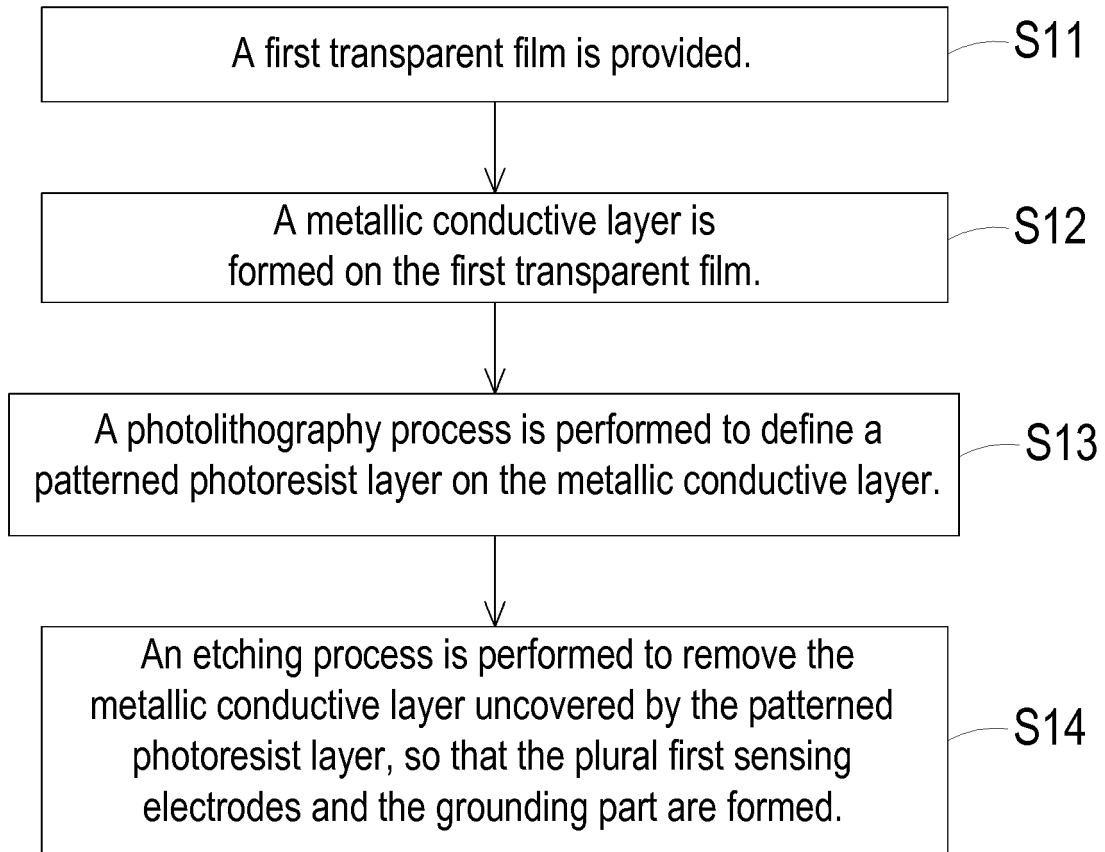 A first transparent film is provided.
S11
A metallic conductive layer is
formed on the first transparent film.
S12
A photolithography process is performed to define a
patterned photoresist layer on the metallic conductive layer.
S13
An etching process is performed to remove the
metallic conductive layer uncovered by the patterned
photoresist layer, so that the plural first sensing
electrodes and the grounding part are formed.
S14